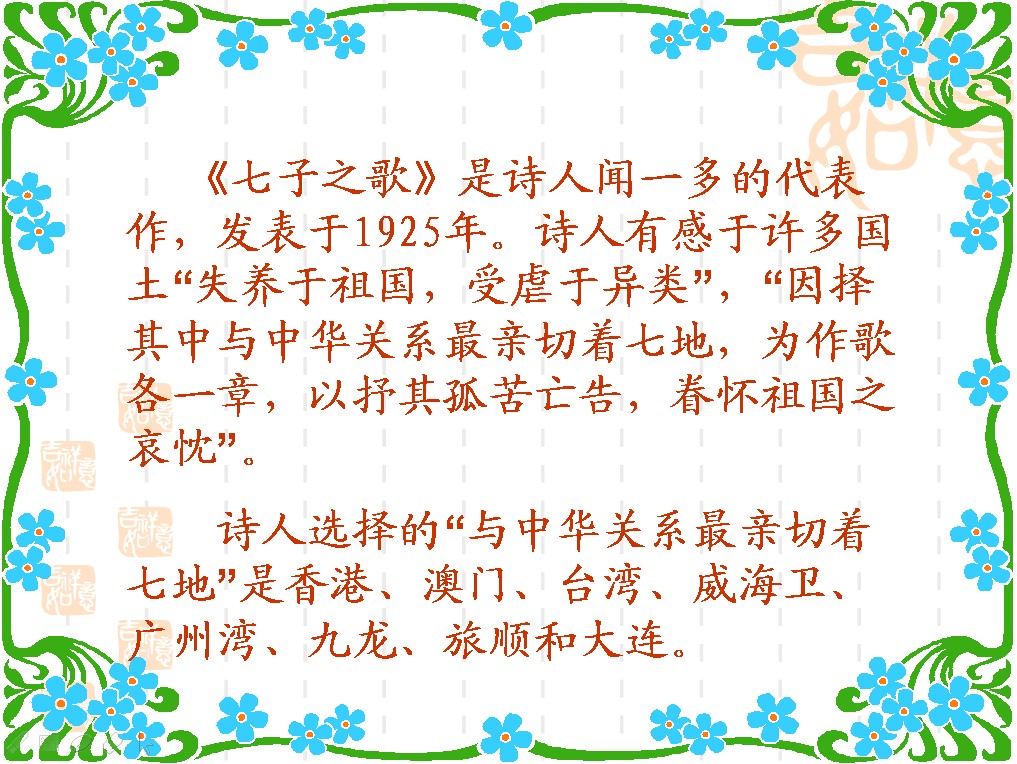 《七子之歌》是诗人闻一多的代表
作，发表于1925年。诗人有感于许多国
土“失养于祖国，受虐于异类”，“因择
其中与中华关系最亲切着七地，为作歌
各一章，以抒其孤苦亡告，眷怀祖国之
哀忱”。
诗人选择的“与中华关系最亲切着
七地”是香港、澳门、台湾、威海卫、
广州湾、九龙、旅顺和大连。